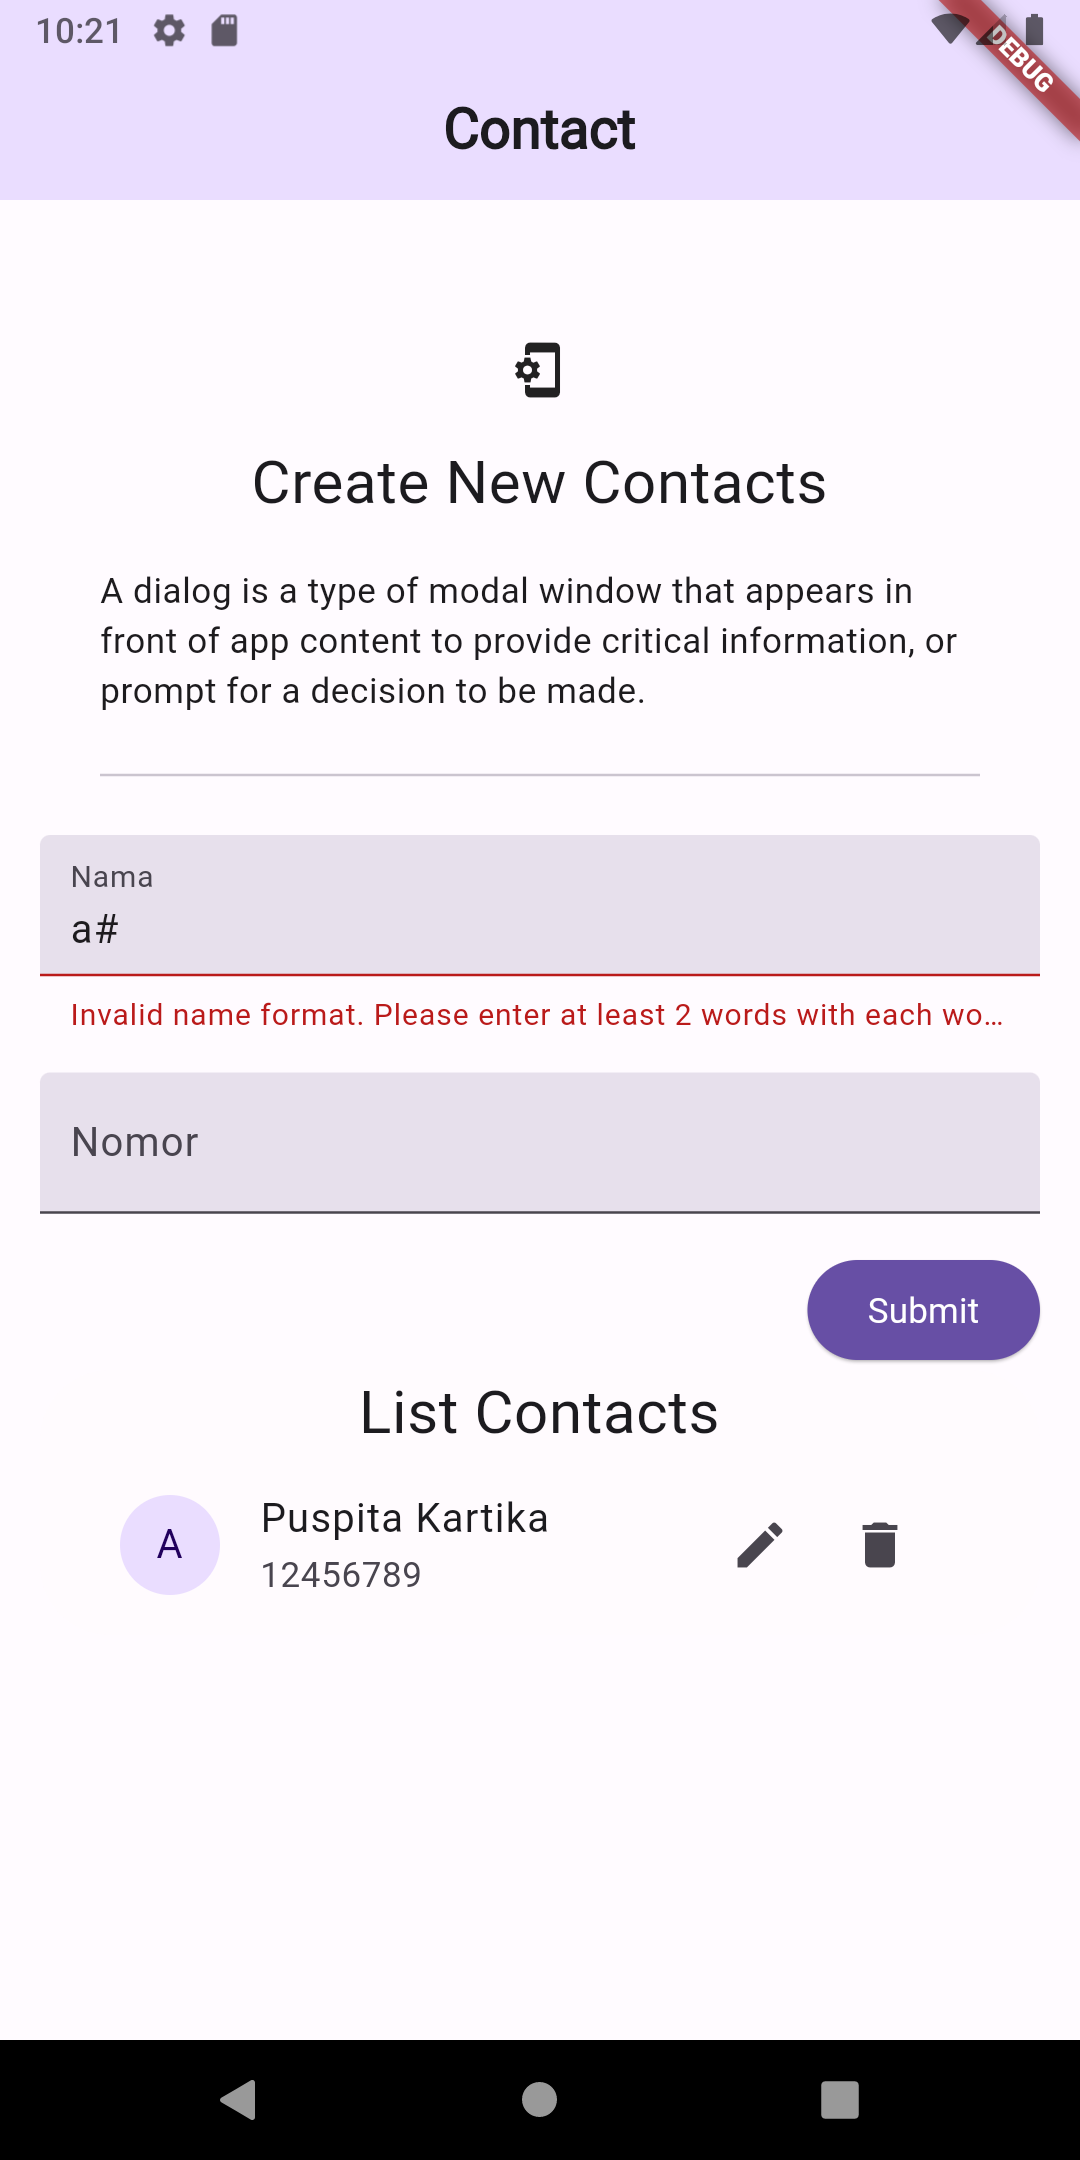 10:21
DEBUG
Contact
Create New Contacts
A dialog is a type of modal window that appears in
front of app content to provide critical information, or
prompt for a decision to be made.
Nama
a#
Invalid name format. Please enter at least 2 words with each wo…
Nomor
Submit
List Contacts
A
Puspita Kartika
12456789